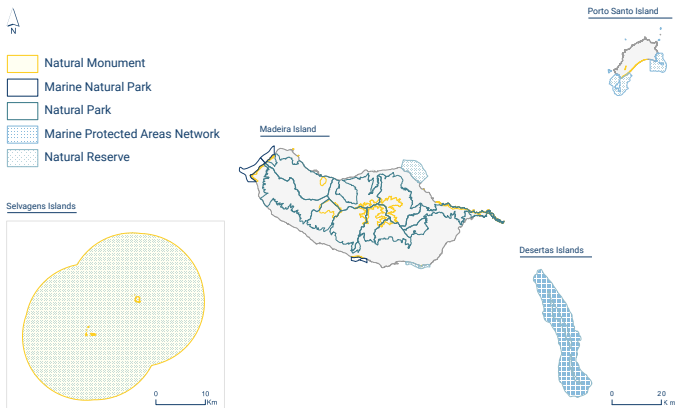 Porto Santo Island
N
Natural Monument
Marine Natural Park
Natural Park
Marine Protected Areas Network
Natural Reserve
Madeira Island
Selvagens Islands
Desertas Islands
0 10
Km
0 20
K m